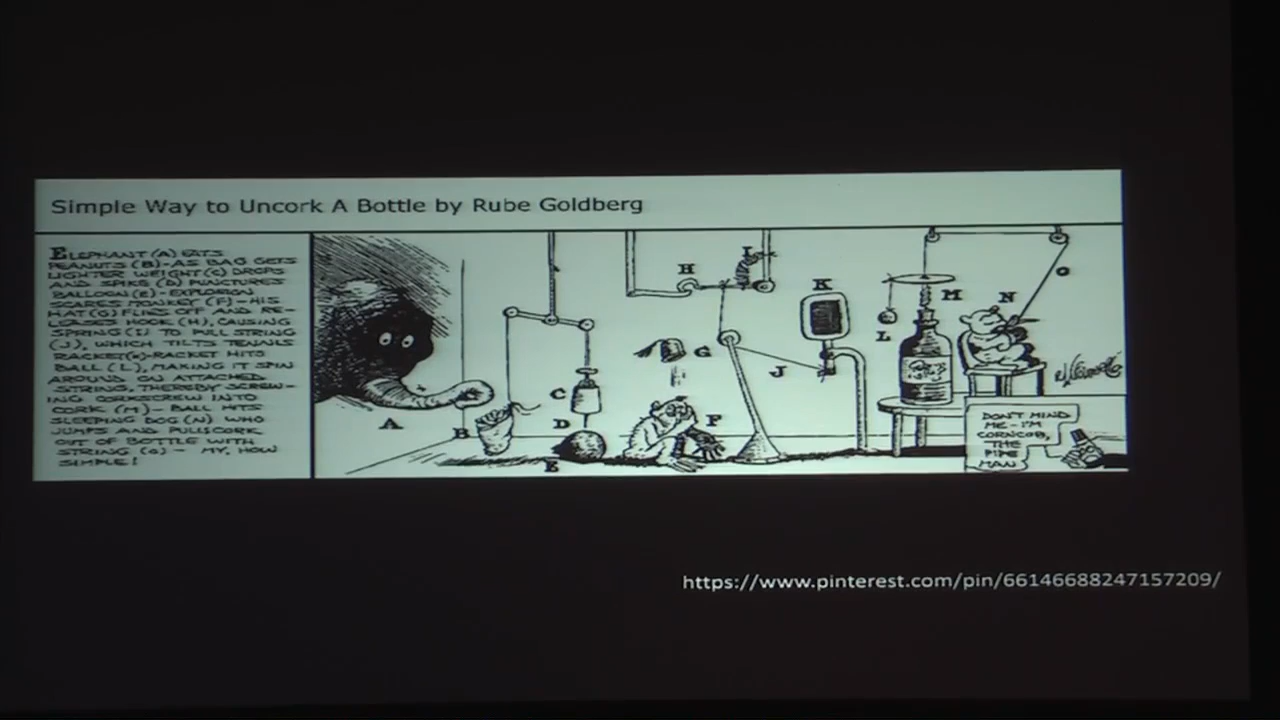 Simple Way to Uncork A Bottle by Rube Goldberg
ELEPHANT (A) EATS
PEANUTS (B)-AS BAG GETS
LIGHTER WEIGHT (C) DROPS
AND SPIKE (D) PUNCTURES
BALLOON (E)-EXPLOSION
SCARES MONKEY (F)-HIS
HAT (G) FLIES OFF AND RE-
LEASES HOOK (H), CAUSING
SPRING (I) TO PULL STRING
(J), WHICH TILTS TENNIS
RACKET (K)-RACKET HITS
BALL (L), MAKING IT SPIN
AROUND ON ATTACHED
STRING, THEREBY SCREW-
ING CORKSCREW INTO
CORK (M)- BALL HITS
SLEEPING DOG (N) WHO
JUMPS AND PULLS CORK
OUT OF BOTTLE WITH
STRING (O) - MY, HOW
SIMPLE!
A
B
C
D
E
F
G
H
I
J
K
L
M
N
O
DON'T MIND
ME-I'M
CORNCOB,
THE
PIPE
MAN
https://www.pinterest.com/pin/66146688247157209/